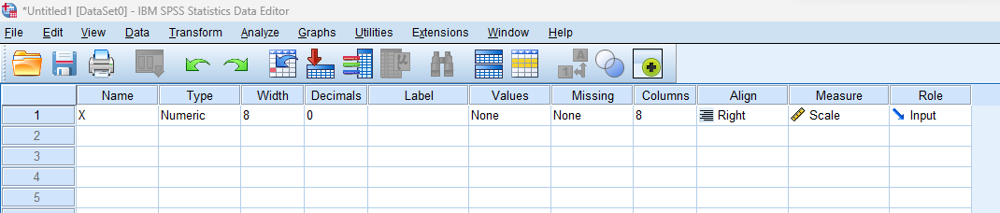 *Untitled1 [DataSet0] - IBM SPSS Statistics Data Editor
File Edit View Data Transform Analyze Graphs Utilities Extensions Window Help
Name Type Width Decimals Label Values Missing Columns Align Measure Role
1 X Numeric 8 0 None None 8 Right Scale Input
2
3
4
5